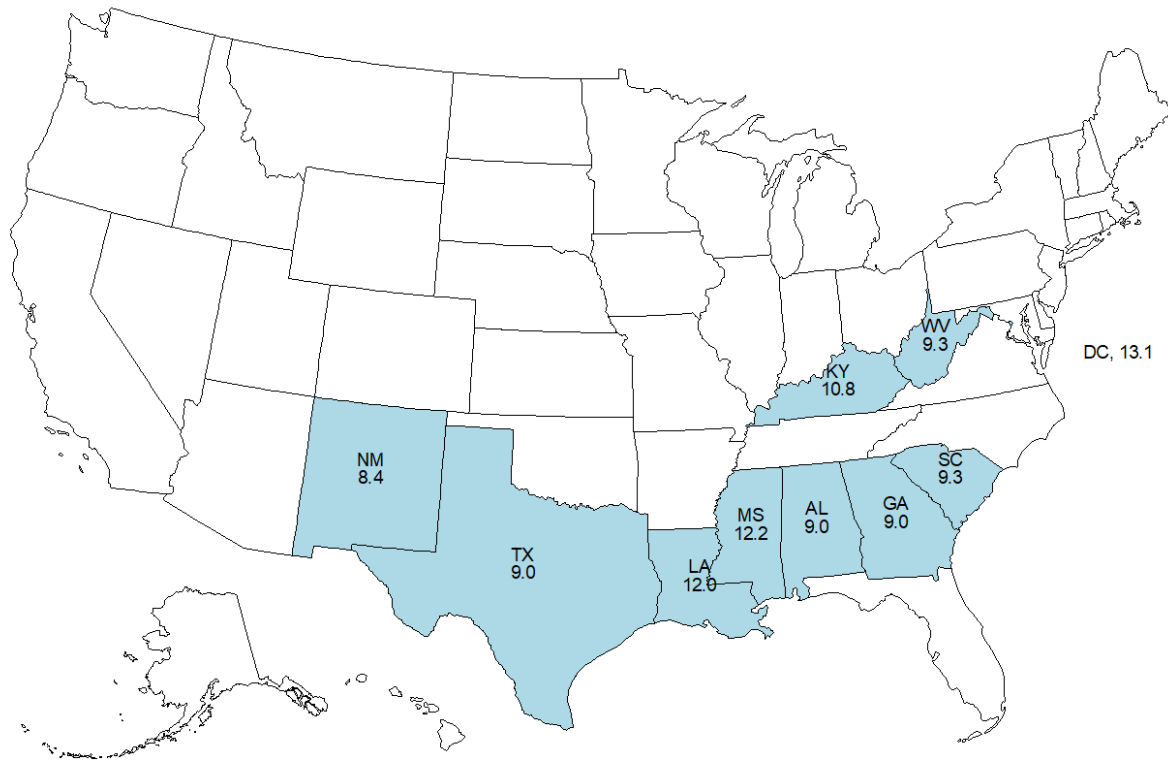 WV
9.3
DC, 13.1
KY
10.8
NM
8.4
SC
9.3
GA
9.0
AL
9.0
MS
12.2
TX
9.0
LA
12.0